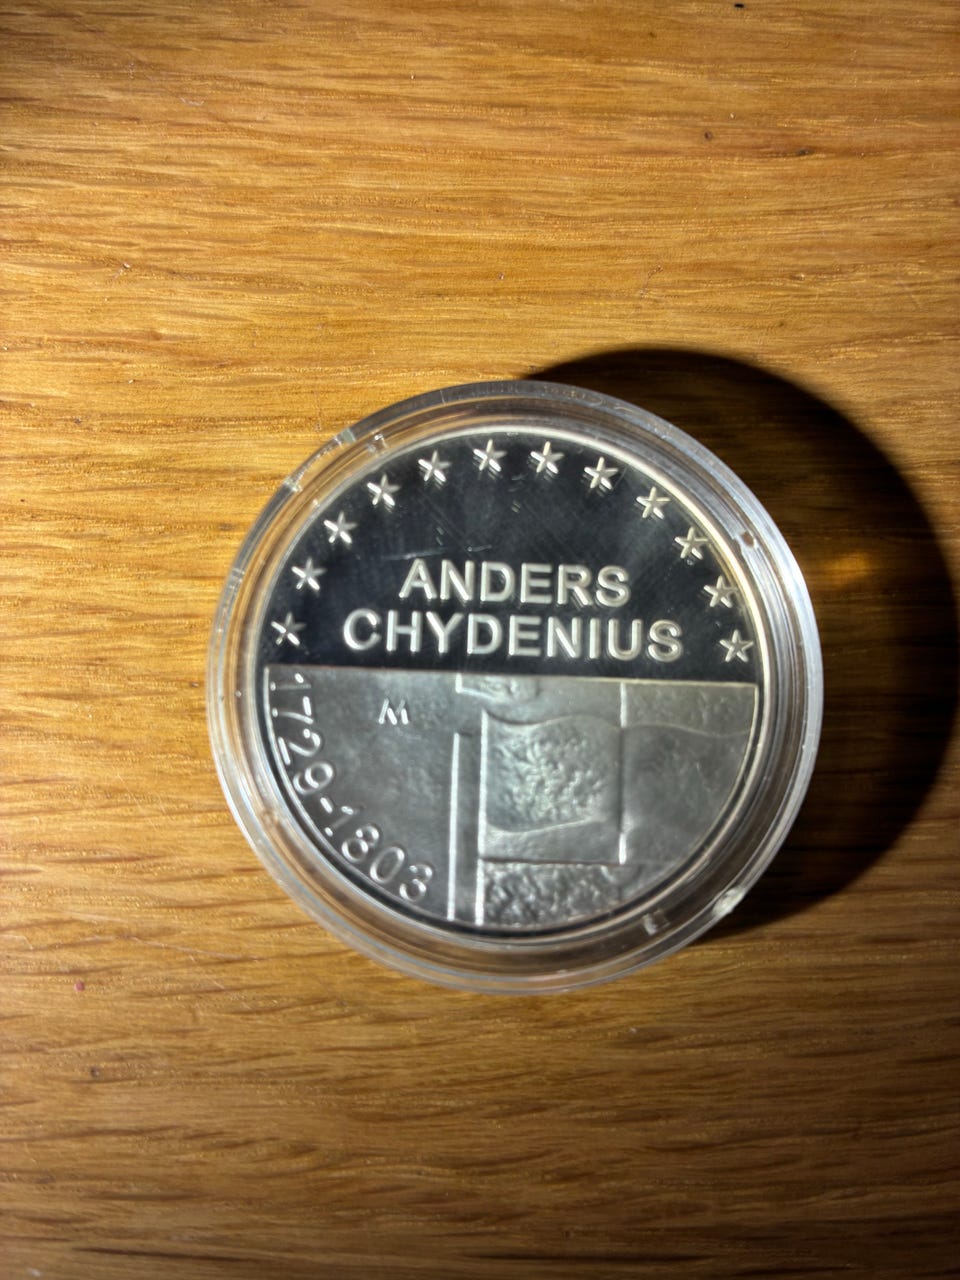 ANDERS
CHYDENIUS
M
1729-1803